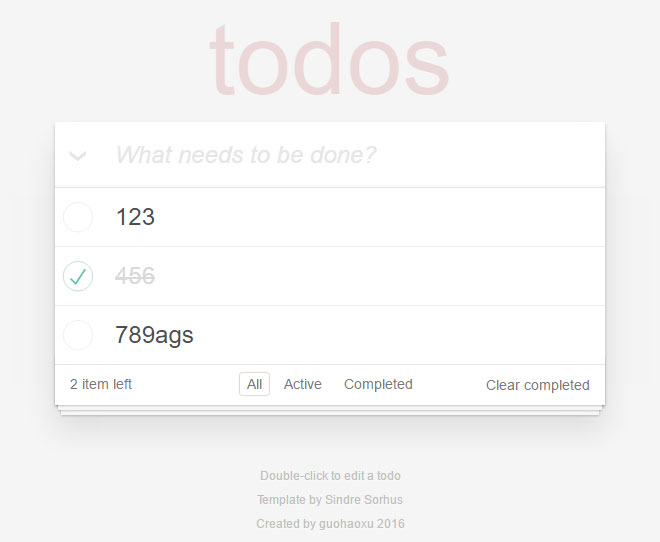 todos
What needs to be done?
123
456
789ags
2 item left All Active Completed Clear completed
Double-click to edit a todo
Template by Sindre Sorhus
Created by guohaoxu 2016